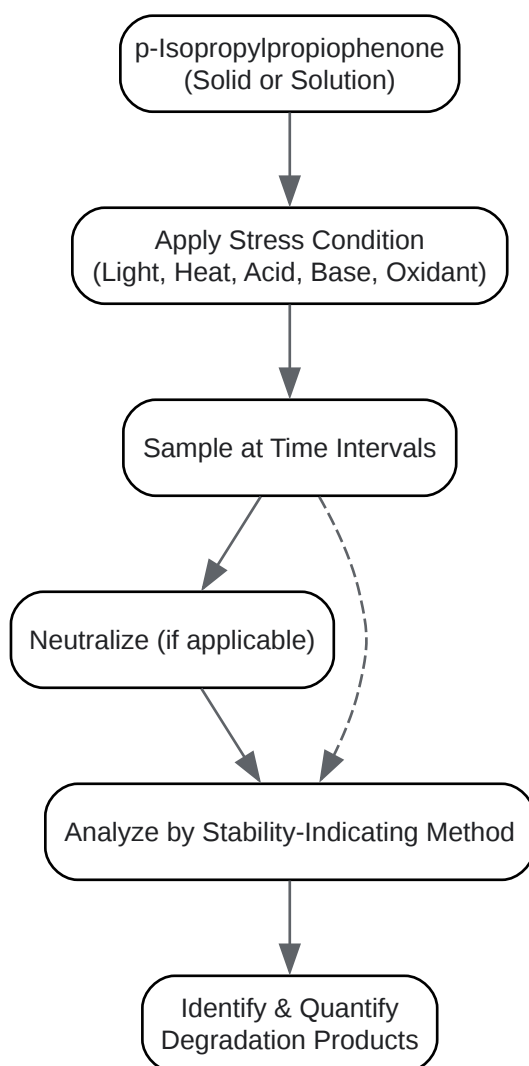 p-Isopropylpropiophenone
(Solid or Solution)
Apply Stress Condition
(Light, Heat, Acid, Base, Oxidant)
Sample at Time Intervals
Neutralize (if applicable)
Analyze by Stability-Indicating Method
Identify & Quantify
Degradation Products